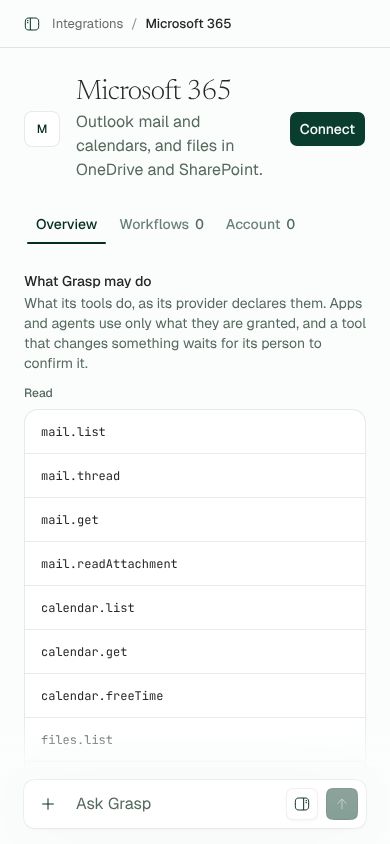 Integrations / Microsoft 365
Microsoft 365
M
Outlook mail and
calendars, and files in
OneDrive and SharePoint.
Connect
Overview
Workflows 0
Account 0
What Grasp may do
What its tools do, as its provider declares them. Apps
and agents use only what they are granted, and a tool
that changes something waits for its person to
confirm it.
Read
mail.list
mail.thread
mail.get
mail.readAttachment
calendar.list
calendar.get
calendar.freeTime
files.list
Ask Grasp